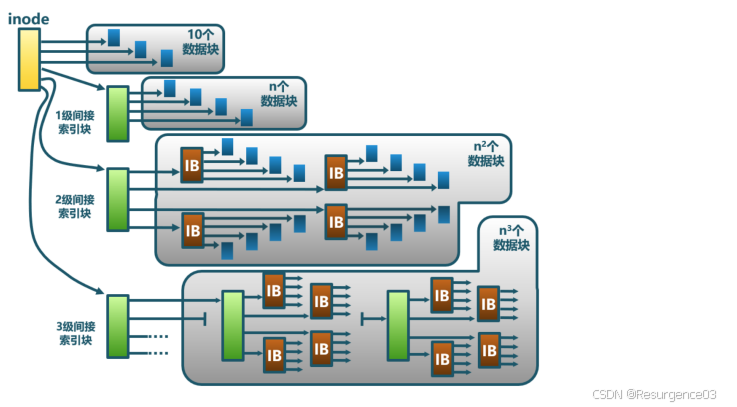 inode
10个
数据块
n个
数据块
1级间接
索引块
n²个
数据块
IB
IB
2级间接
索引块
IB
IB
n³个
数据块
IB
IB
IB
IB
3级间接
索引块
IB
IB
IB
IB
CSDN @Resurgence03